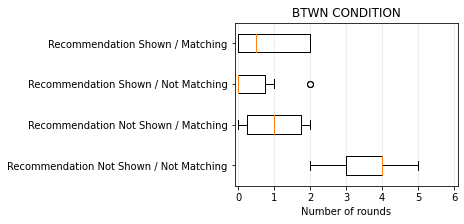 BTWN CONDITION
Recommendation Shown / Matching
Recommendation Shown / Not Matching
Recommendation Not Shown / Matching
Recommendation Not Shown / Not Matching
0 1 2 3 4 5 6
Number of rounds